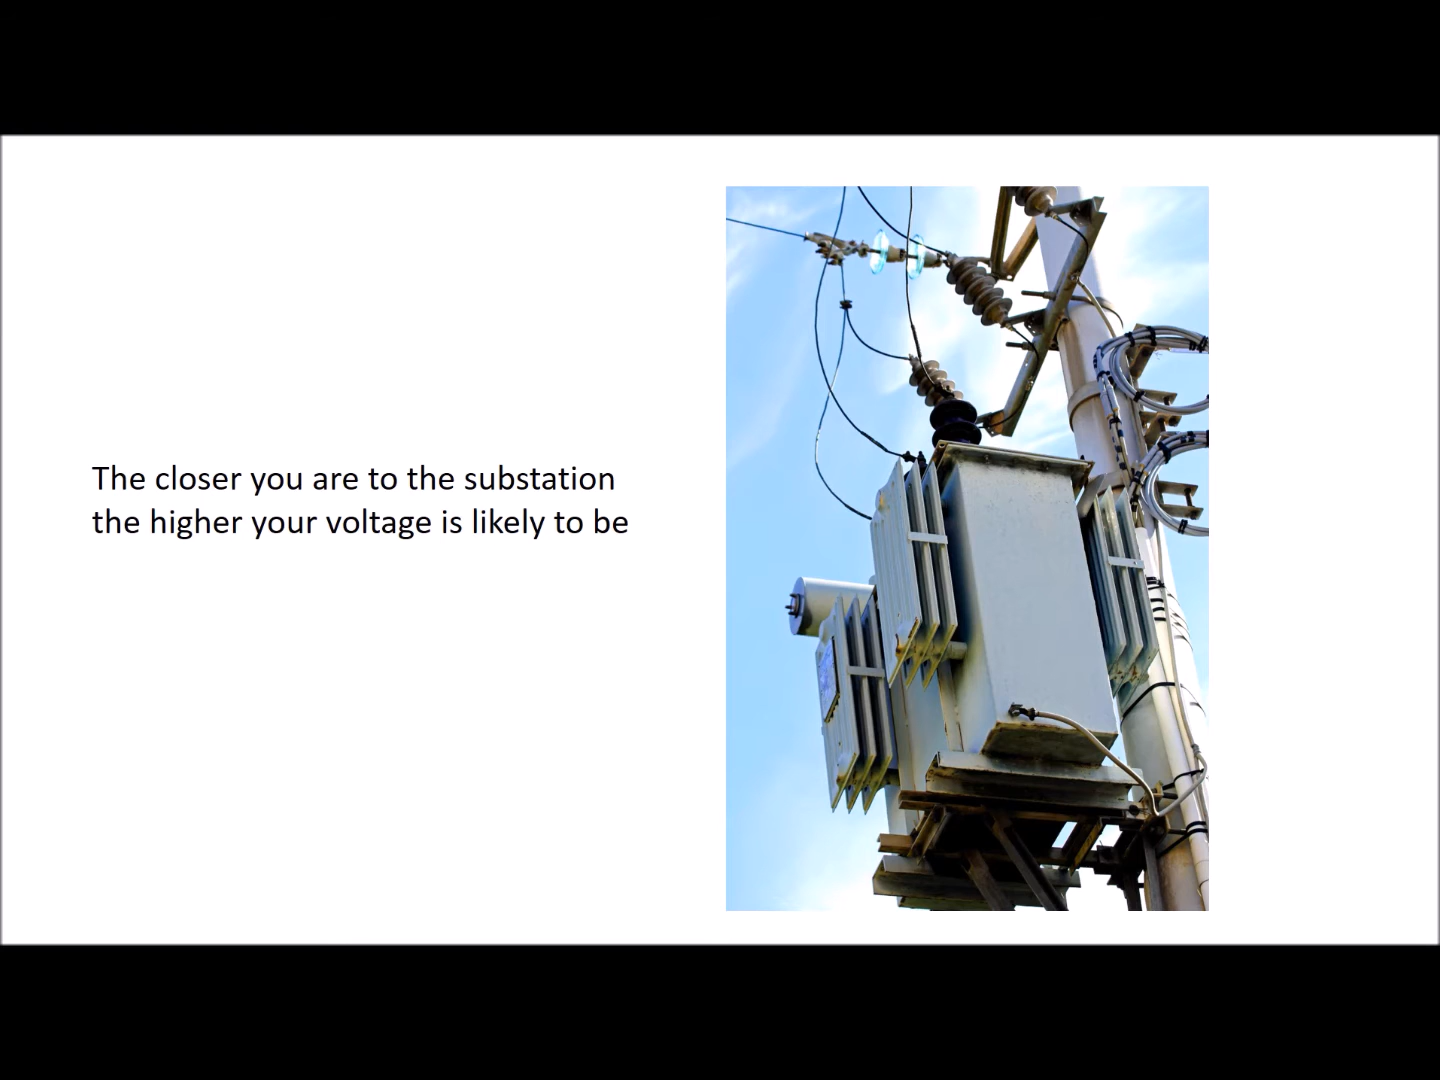 The closer you are to the substation
the higher your voltage is likely to be